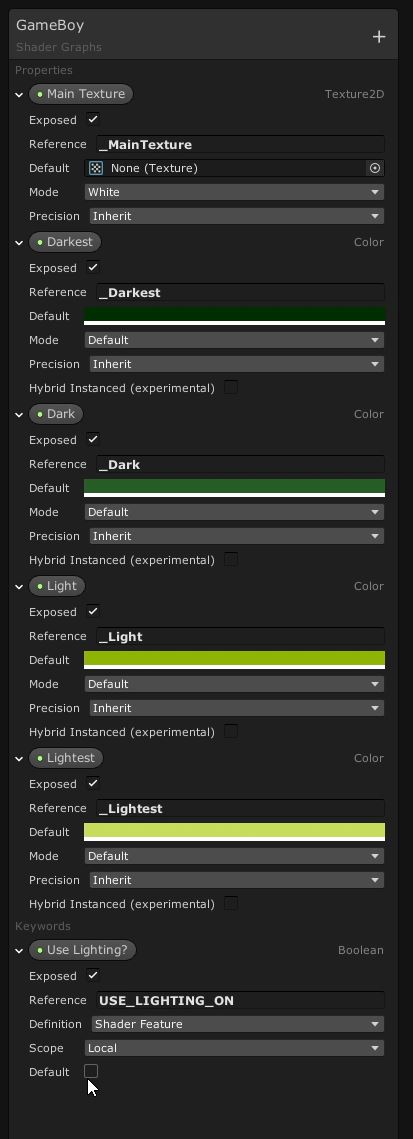 GameBoy
Shader Graphs
Properties
Main Texture Texture2D
Exposed
Reference _MainTexture
Default None (Texture)
Mode White
Precision Inherit
Darkest Color
Exposed
Reference _Darkest
Default
Mode Default
Precision Inherit
Hybrid Instanced (experimental)
Dark Color
Exposed
Reference _Dark
Default
Mode Default
Precision Inherit
Hybrid Instanced (experimental)
Light Color
Exposed
Reference _Light
Default
Mode Default
Precision Inherit
Hybrid Instanced (experimental)
Lightest Color
Exposed
Reference _Lightest
Default
Mode Default
Precision Inherit
Hybrid Instanced (experimental)
Keywords
Use Lighting? Boolean
Exposed
Reference USE_LIGHTING_ON
Definition Shader Feature
Scope Local
Default